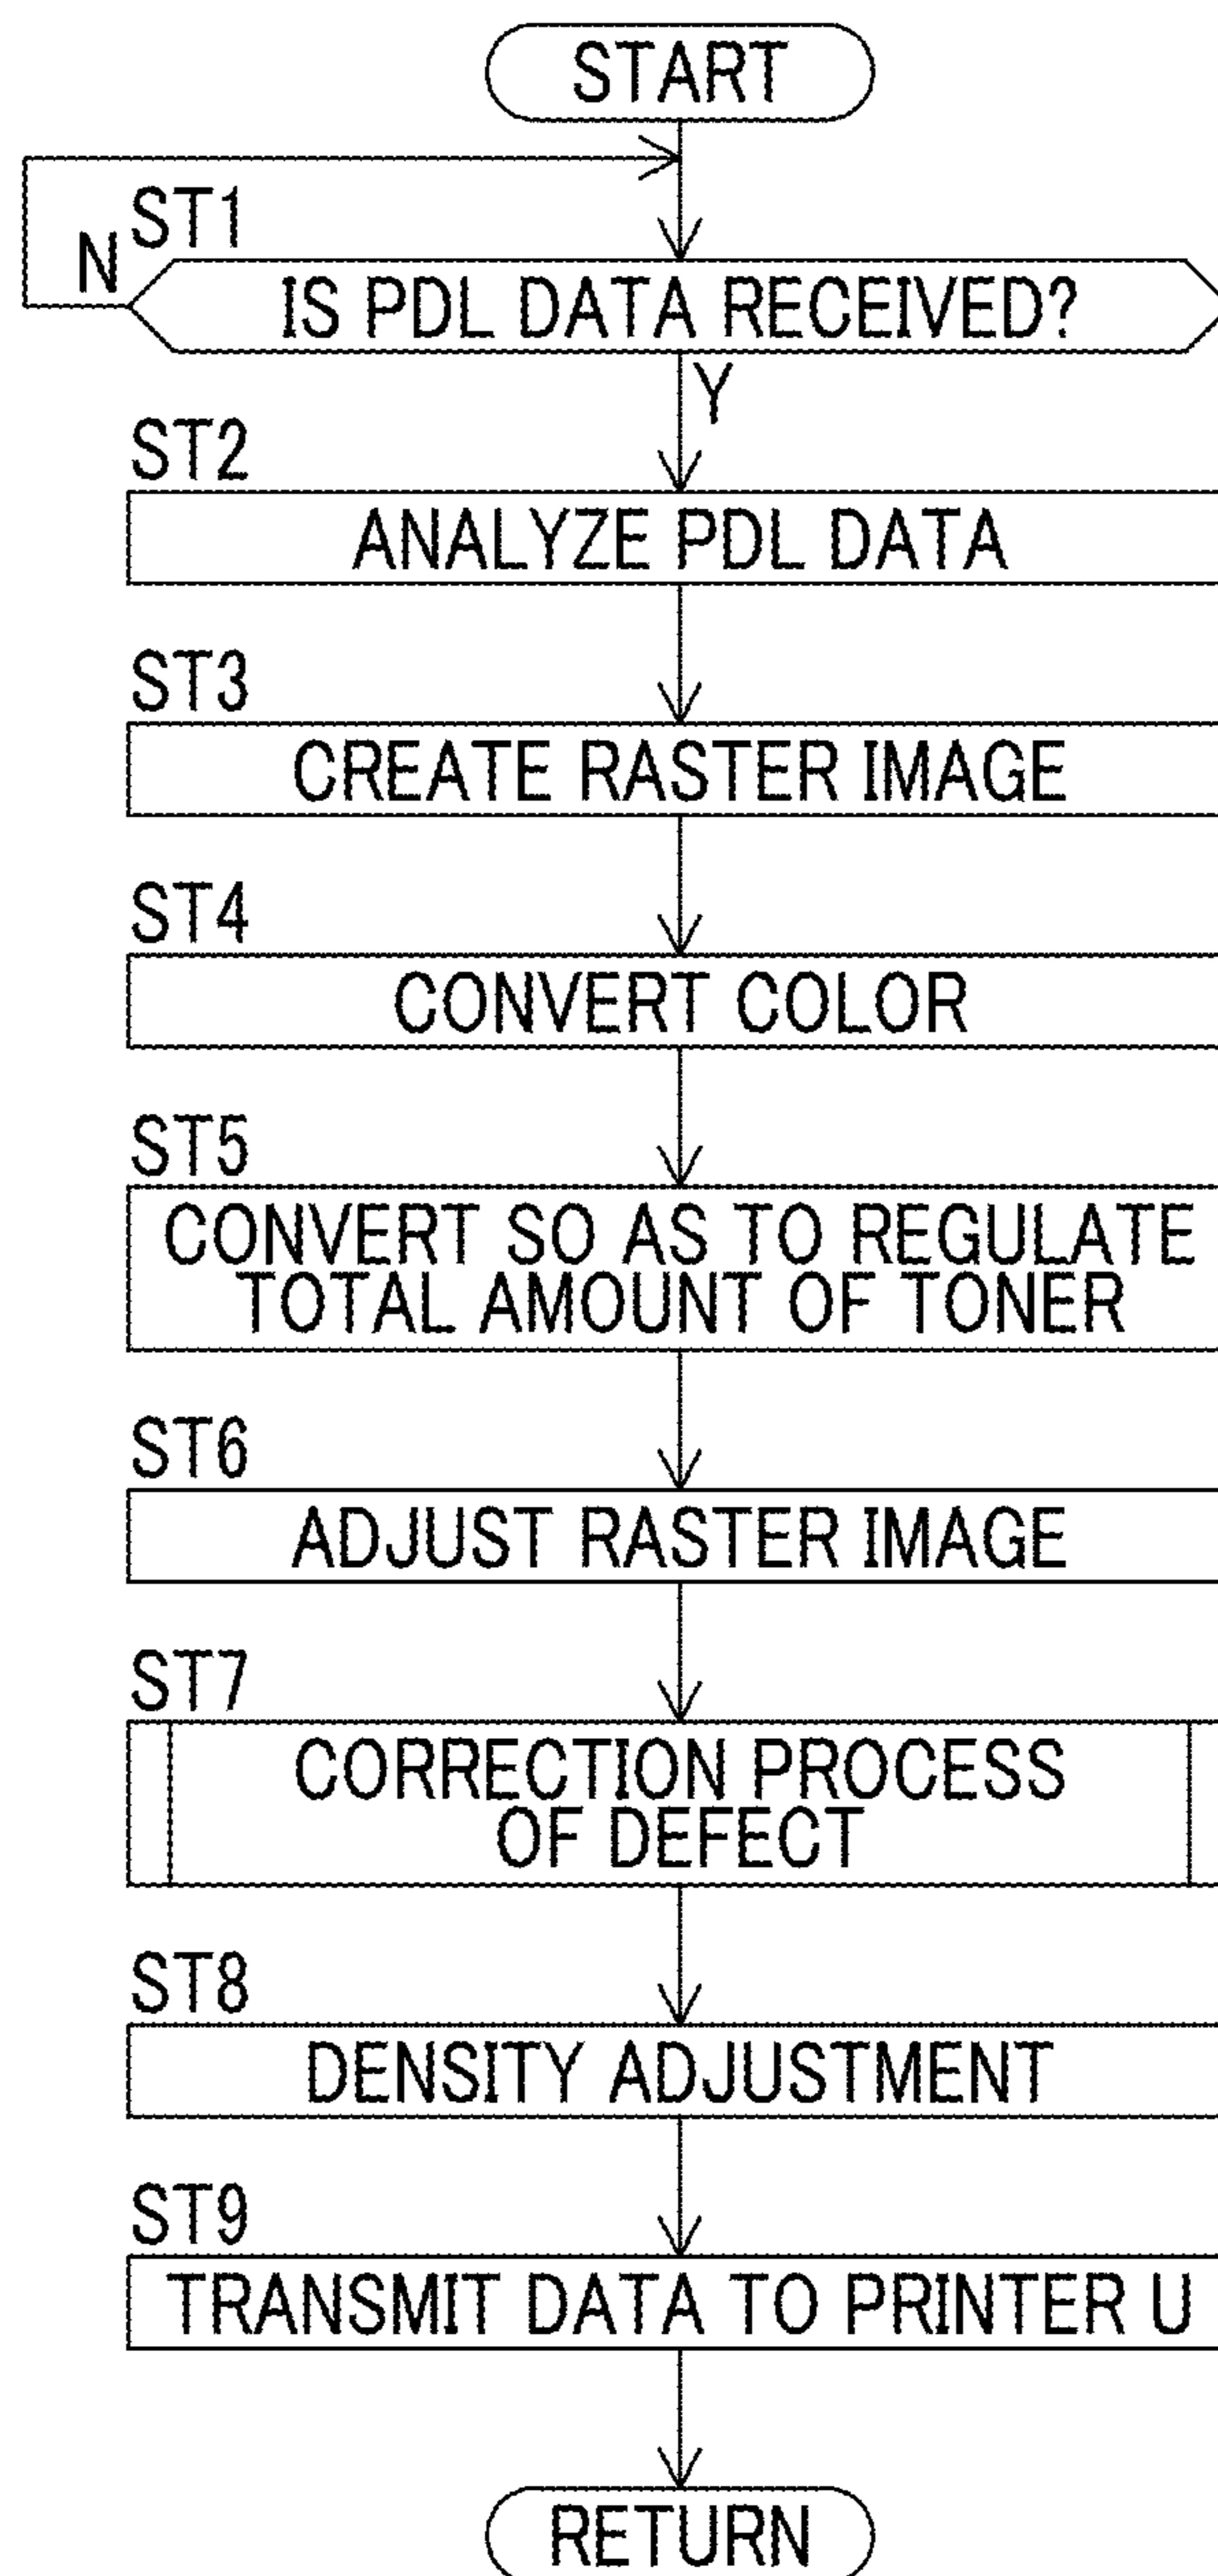 START
ST1
N
IS PDL DATA RECEIVED?
Y
ST2
ANALYZE PDL DATA
ST3
CREATE RASTER IMAGE
ST4
CONVERT COLOR
ST5
CONVERT SO AS TO REGULATE
TOTAL AMOUNT OF TONER
ST6
ADJUST RASTER IMAGE
ST7
CORRECTION PROCESS
OF DEFECT
ST8
DENSITY ADJUSTMENT
ST9
TRANSMIT DATA TO PRINTER U
RETURN